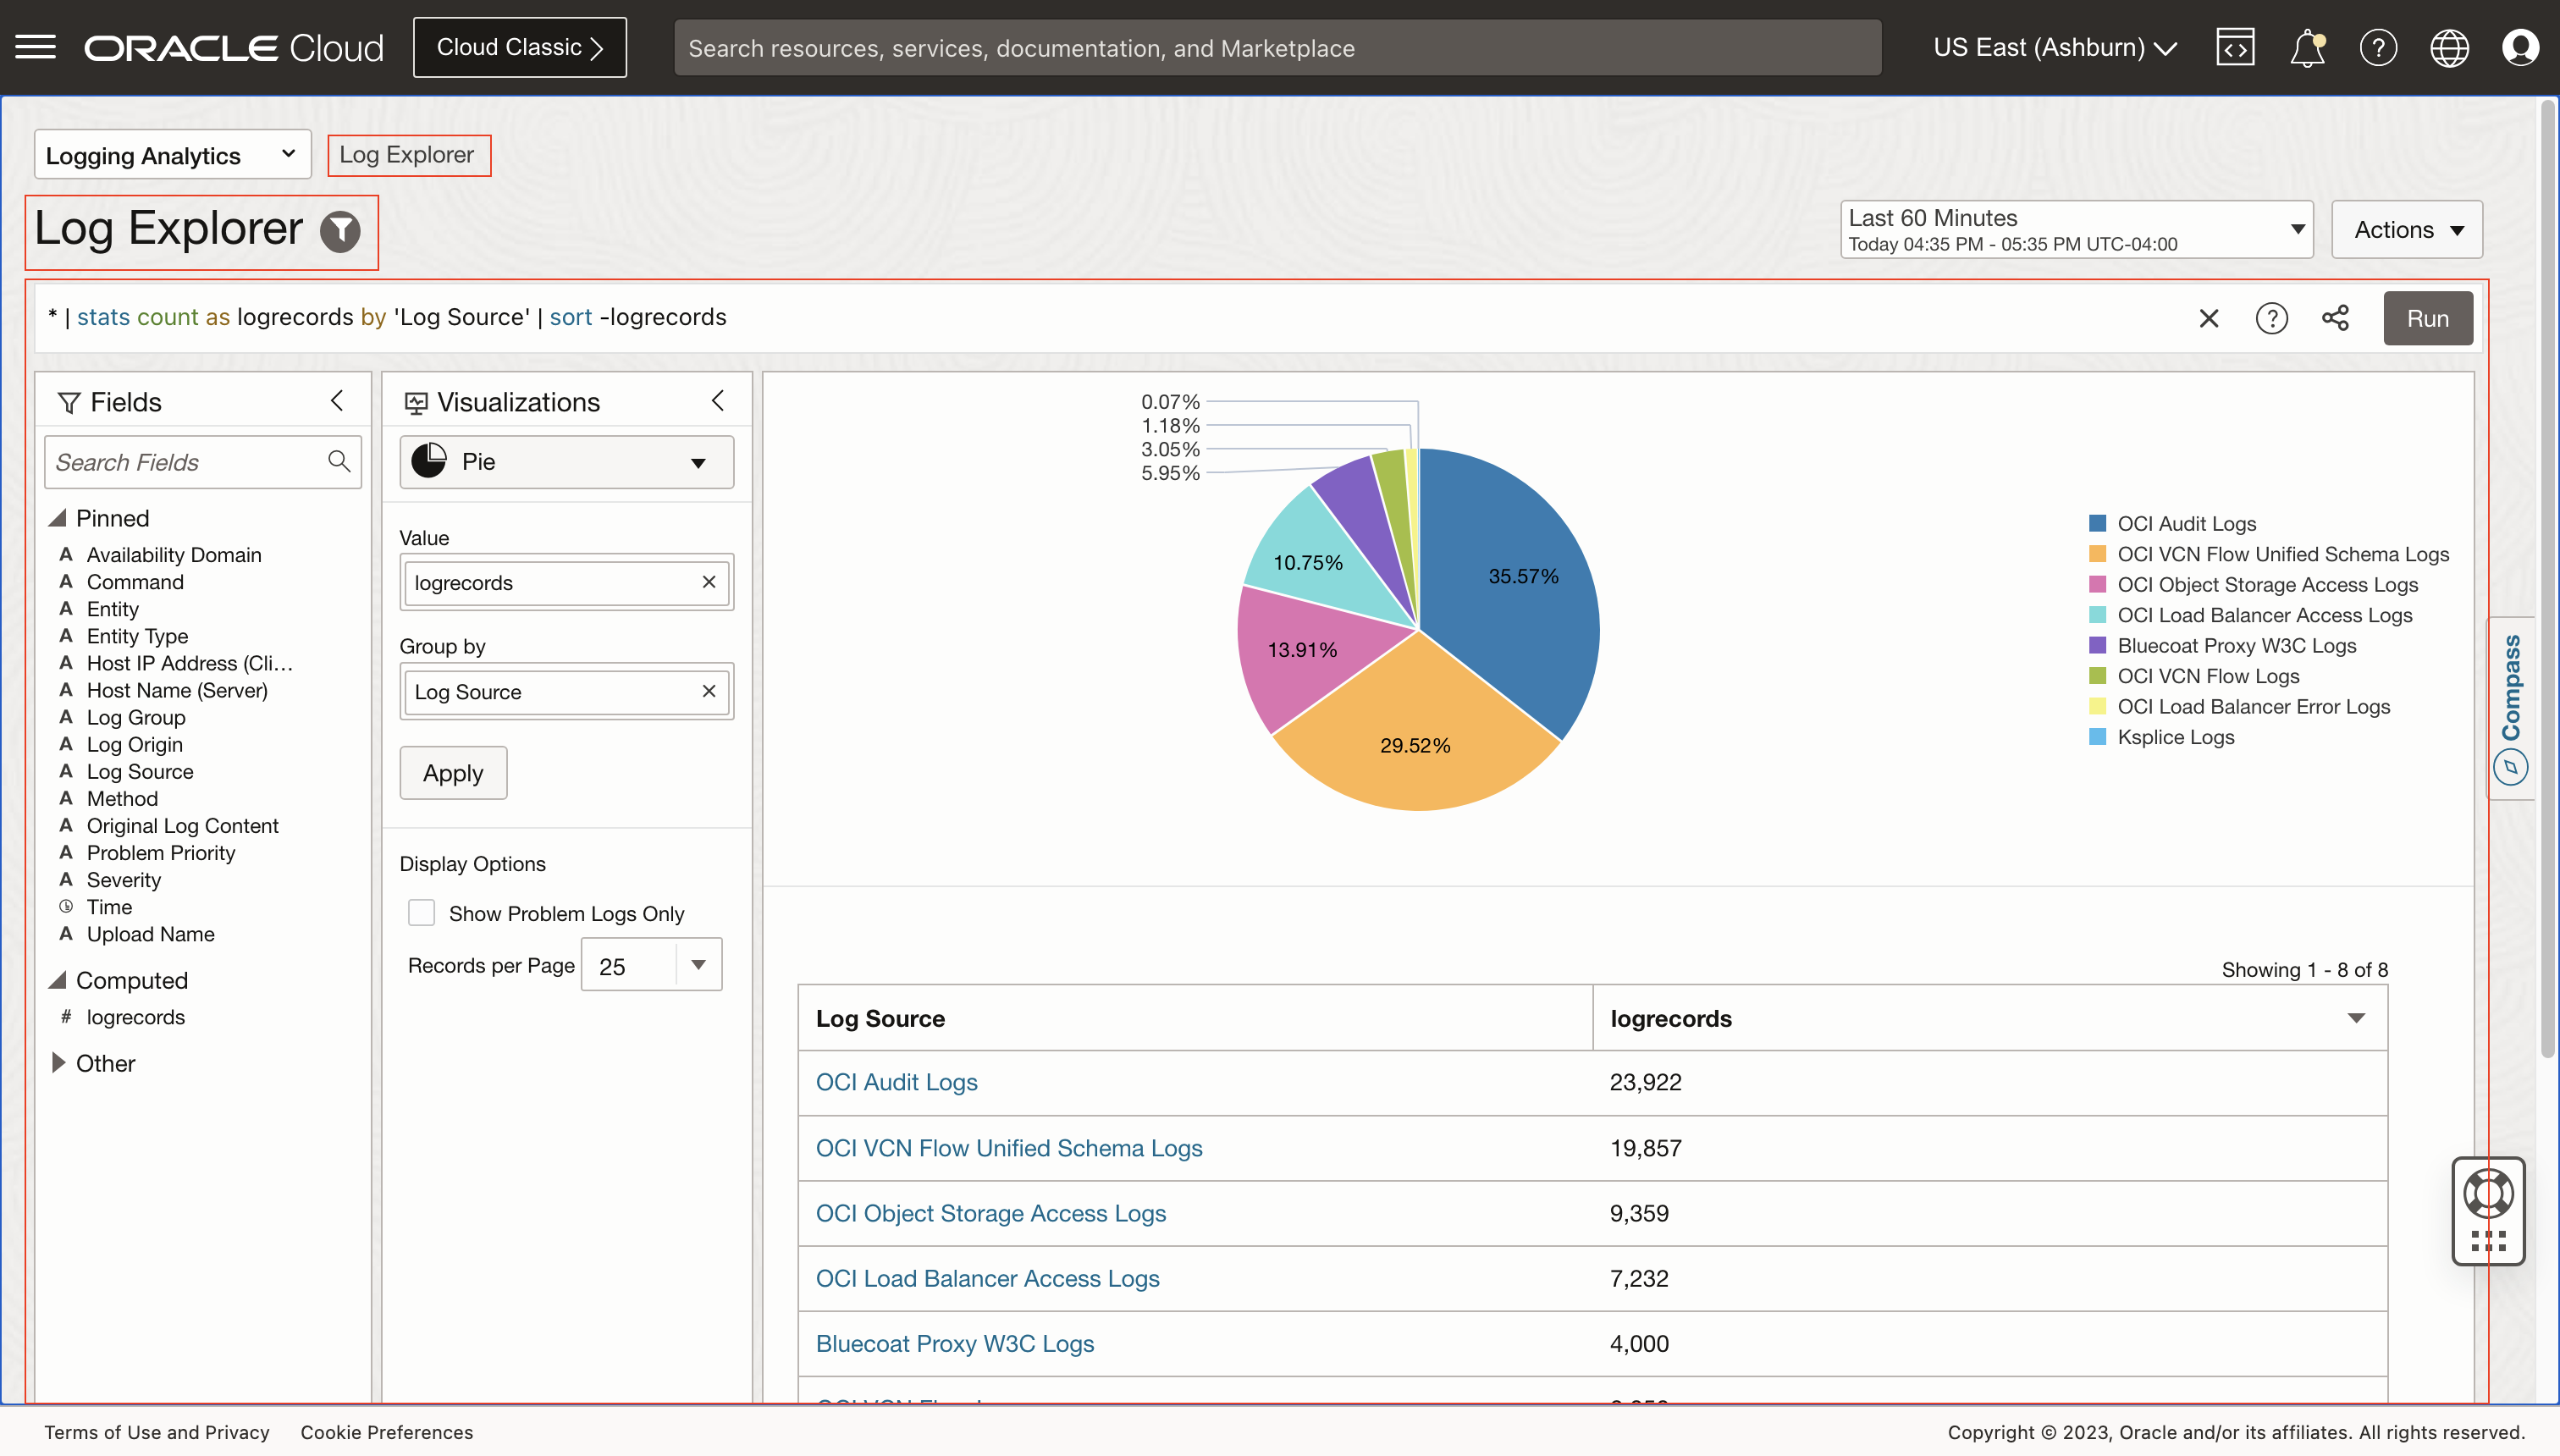 ORACLE Cloud
Cloud Classic
Search resources, services, documentation, and Marketplace
US East (Ashburn)
Logging Analytics
Log Explorer
Log Explorer
Last 60 Minutes
Today 04:35 PM - 05:35 PM UTC-04:00
Actions
* | stats count as logrecords by 'Log Source' | sort -logrecords
Run
Fields
Search Fields
Pinned
A Availability Domain
A Command
A Entity
A Entity Type
A Host IP Address (Cli...
A Host Name (Server)
A Log Group
A Log Origin
A Log Source
A Method
A Original Log Content
A Problem Priority
A Severity
Time
A Upload Name
Computed
# logrecords
Other
Visualizations
Pie
Value
logrecords
Group by
Log Source
Apply
Display Options
Show Problem Logs Only
Records per Page 25
0.07%
1.18%
3.05%
5.95%
10.75%
35.57%
13.91%
29.52%
OCI Audit Logs
OCI VCN Flow Unified Schema Logs
OCI Object Storage Access Logs
OCI Load Balancer Access Logs
Bluecoat Proxy W3C Logs
OCI VCN Flow Logs
OCI Load Balancer Error Logs
Ksplice Logs
Compass
Showing 1 - 8 of 8
Log Source logrecords
OCI Audit Logs 23,922
OCI VCN Flow Unified Schema Logs 19,857
OCI Object Storage Access Logs 9,359
OCI Load Balancer Access Logs 7,232
Bluecoat Proxy W3C Logs 4,000
Terms of Use and Privacy
Cookie Preferences
Copyright © 2023, Oracle and/or its affiliates. All rights reserved.